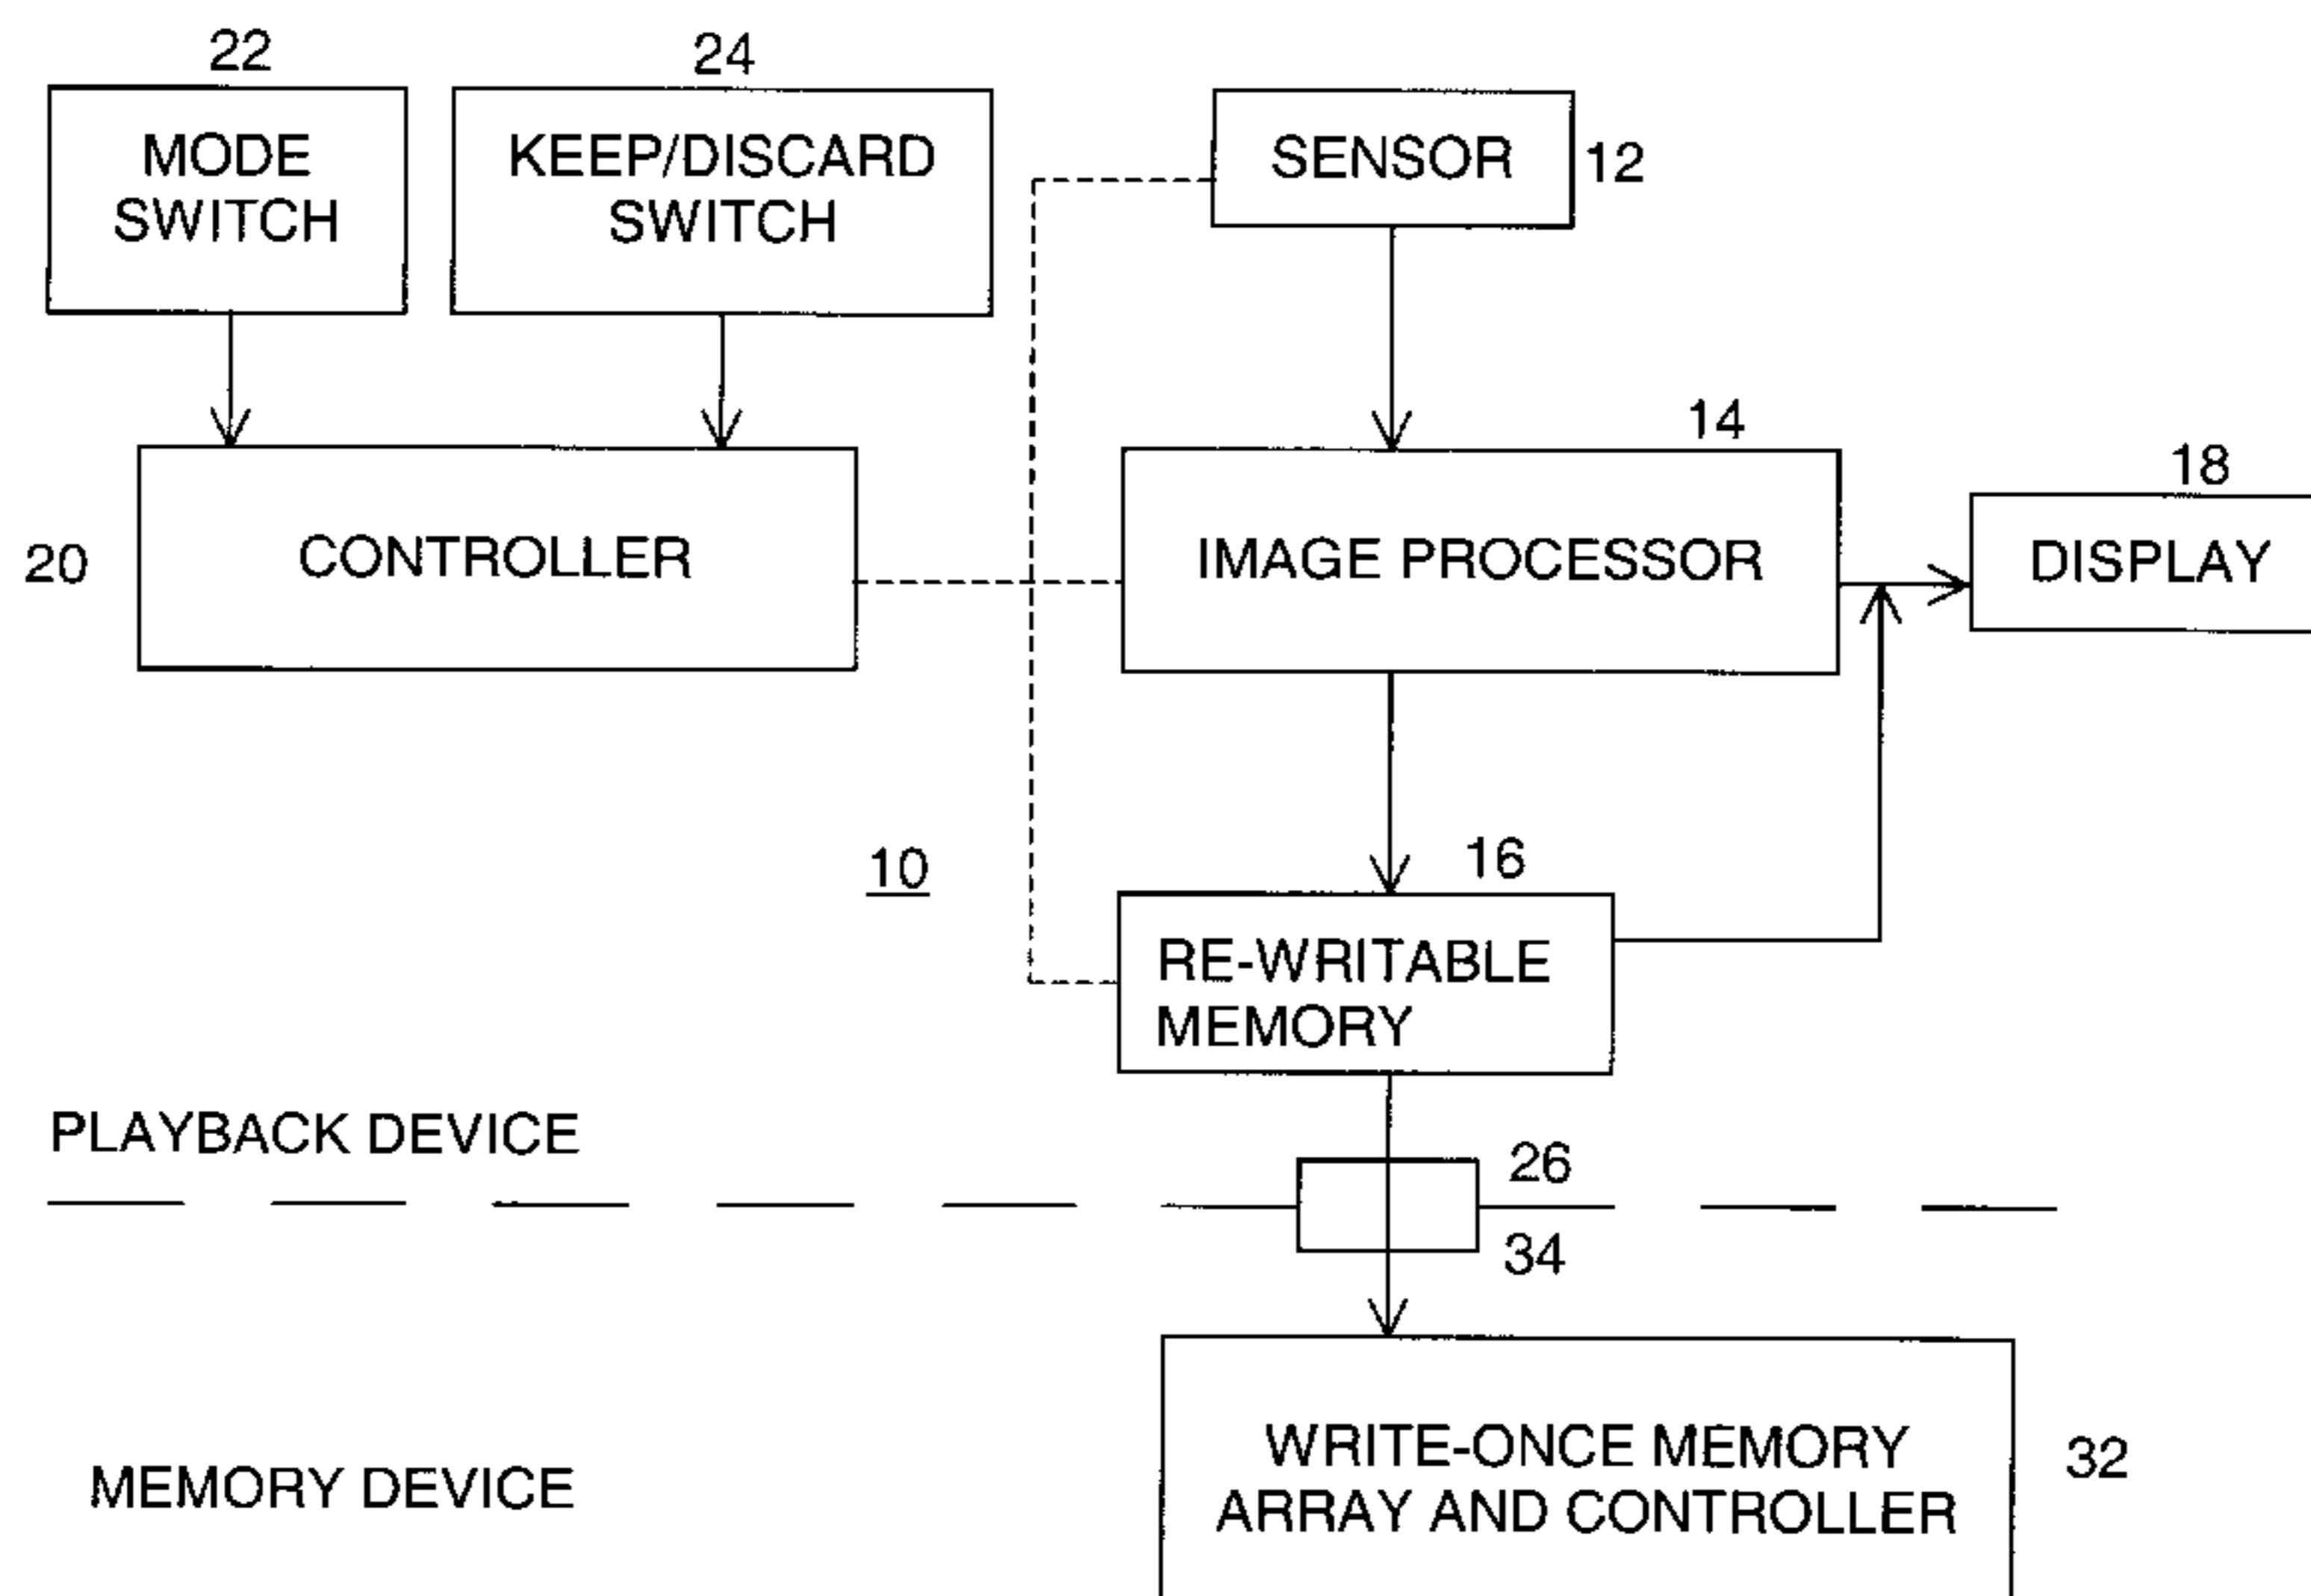 22
24
MODE
SWITCH
KEEP/DISCARD
SWITCH
SENSOR
12
14
18
20
CONTROLLER
IMAGE PROCESSOR
DISPLAY
10
16
RE-WRITABLE
MEMORY
PLAYBACK DEVICE
26
34
MEMORY DEVICE
WRITE-ONCE MEMORY
ARRAY AND CONTROLLER
32